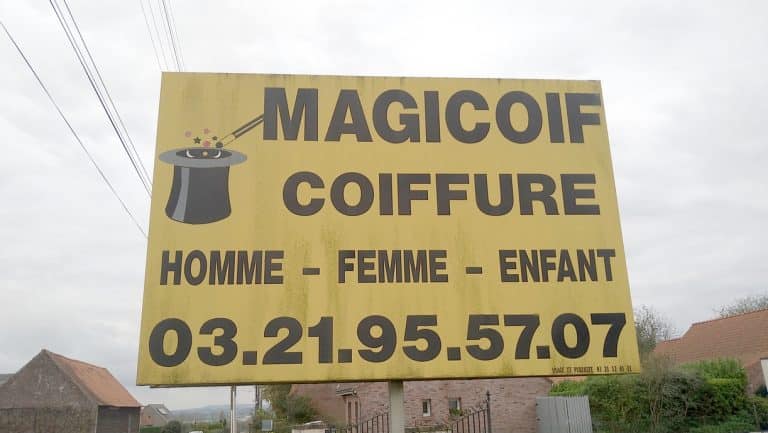 MAGICOIF
COIFFURE
HOMME - FEMME - ENFANT
03.21.95.57.07